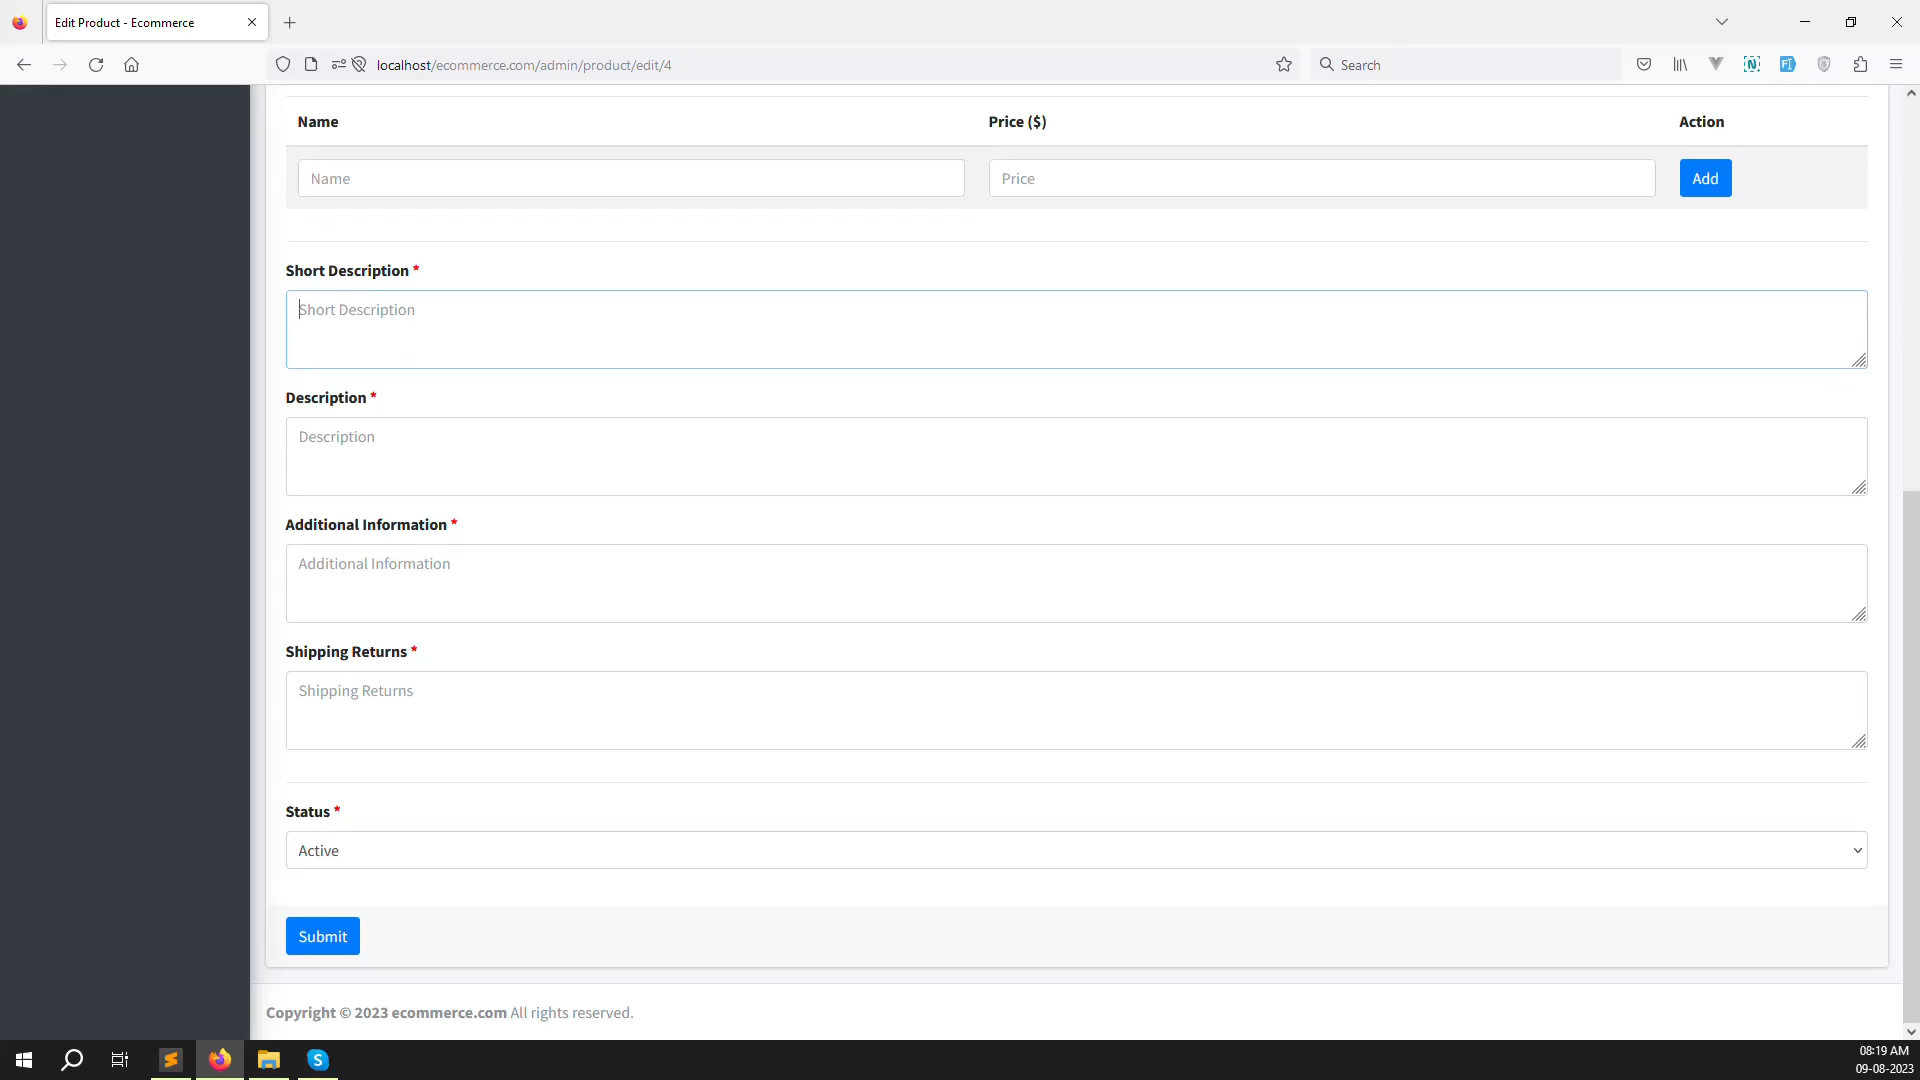 Edit Product - Ecommerce
localhost/ecommerce.com/admin/product/edit/4
Search
Name Price ($) Action
Name Price Add
Short Description *
Short Description
Description *
Description
Additional Information *
Additional Information
Shipping Returns *
Shipping Returns
Status *
Active
Submit
Copyright © 2023 ecommerce.com All rights reserved.
08:19 AM
09-08-2023